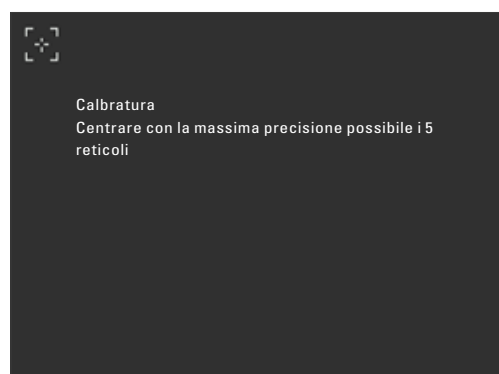 Calbratura
Centrare con la massima precisione possibile i 5
reticoli